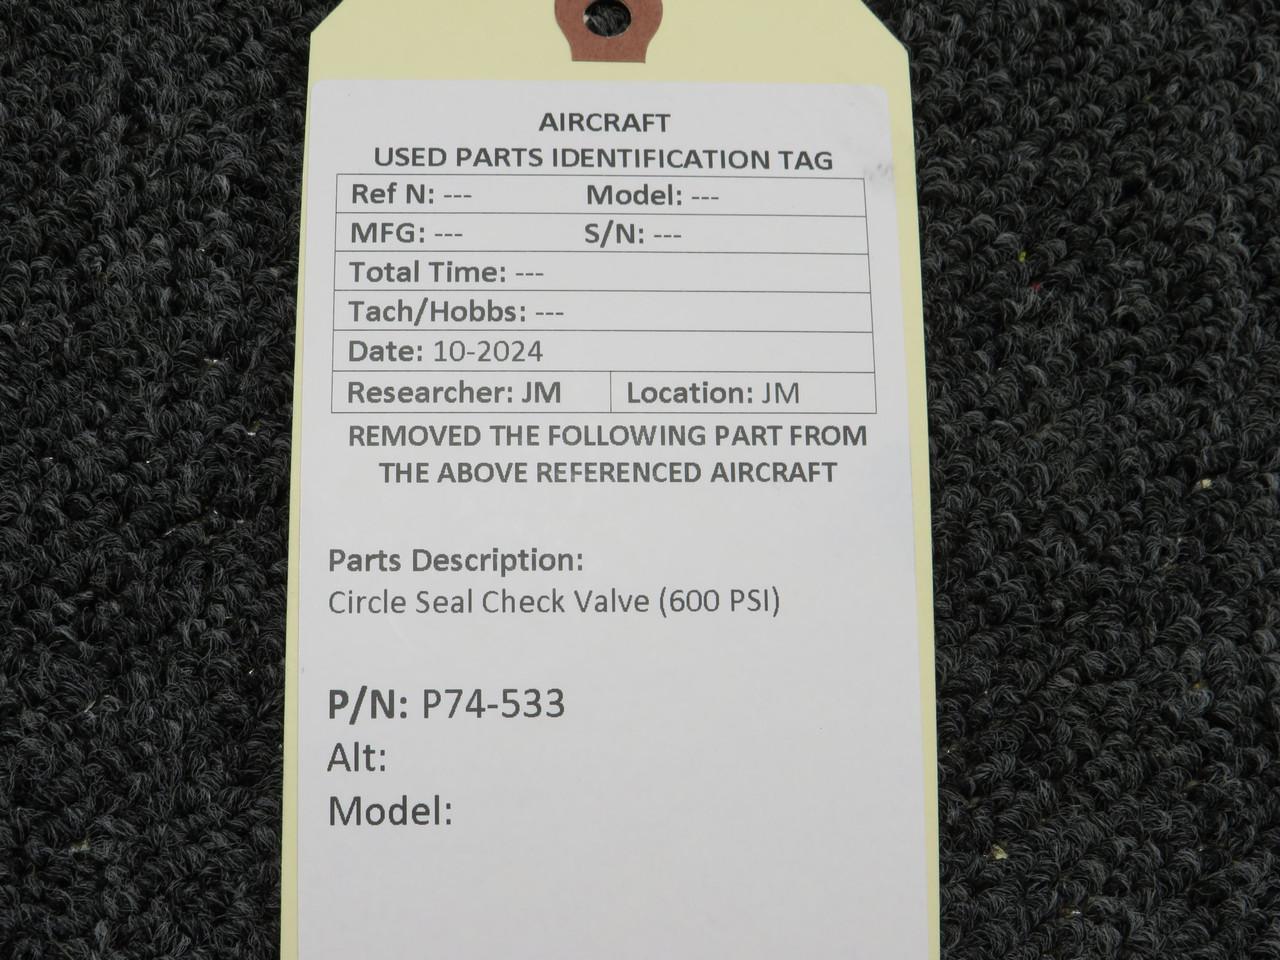 AIRCRAFT
USED PARTS IDENTIFICATION TAG
Ref N: --- Model: ---
MFG: --- S/N: ---
Total Time: ---
Tach/Hobbs: ---
Date: 10-2024
Researcher: JM Location: JM
REMOVED THE FOLLOWING PART FROM
THE ABOVE REFERENCED AIRCRAFT
Parts Description:
Circle Seal Check Valve (600 PSI)
P/N: P74-533
Alt:
Model: